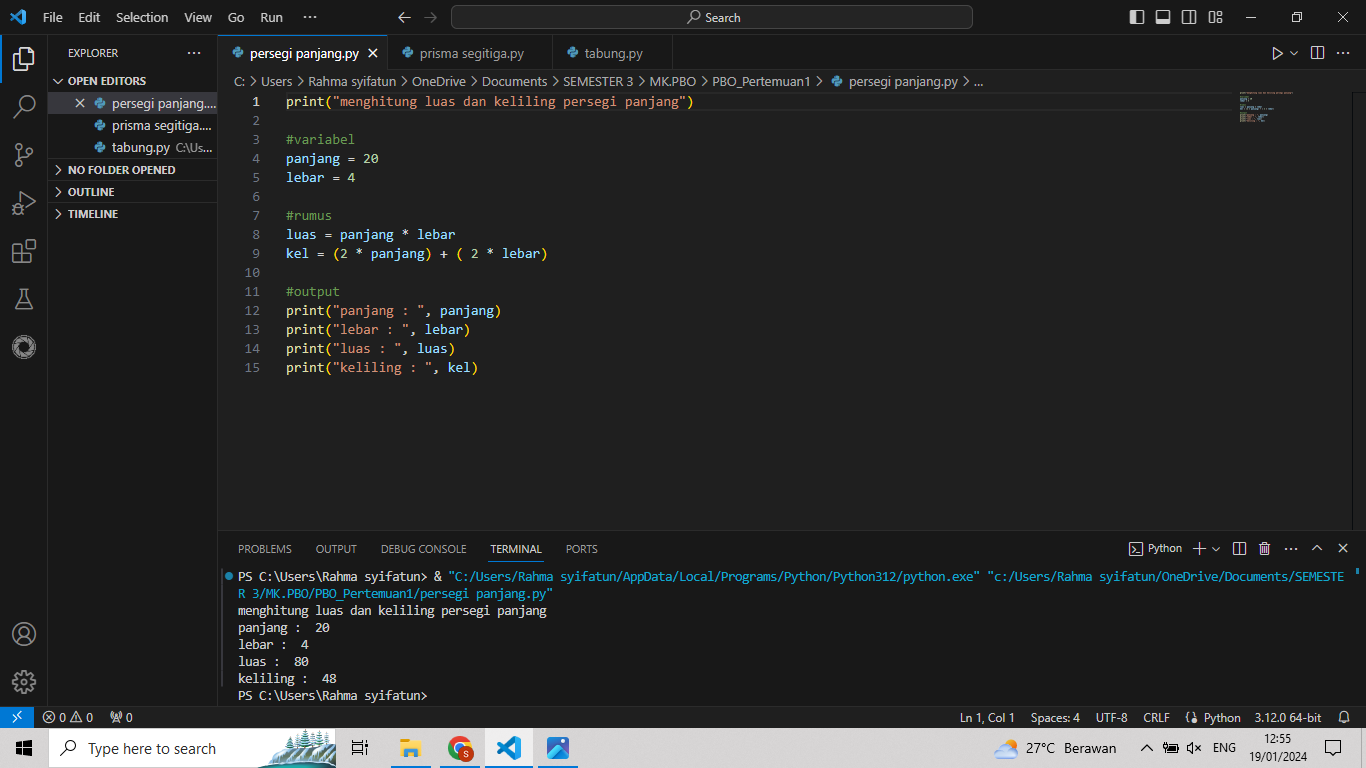 File Edit Selection View Go Run ··· Search
EXPLORER ···
OPEN EDITORS
persegi panjang....
prisma segitiga....
tabung.py C:\Us...
NO FOLDER OPENED
OUTLINE
TIMELINE
persegi panjang.py prisma segitiga.py tabung.py
C: > Users > Rahma syifatun > OneDrive > Documents > SEMESTER 3 > MK.PBO > PBO_Pertemuan1 > persegi panjang.py > ...
1 print("menghitung luas dan keliling persegi panjang")
2
3 #variabel
4 panjang = 20
5 lebar = 4
6
7 #rumus
8 luas = panjang * lebar
9 kel = (2 * panjang) + ( 2 * lebar)
10
11 #output
12 print("panjang : ", panjang)
13 print("lebar : ", lebar)
14 print("luas : ", luas)
15 print("keliling : ", kel)
PROBLEMS OUTPUT DEBUG CONSOLE TERMINAL PORTS Python
PS C:\Users\Rahma syifatun> & "C:/Users/Rahma syifatun/AppData/Local/Programs/Python/Python312/python.exe" "c:/Users/Rahma syifatun/OneDrive/Documents/SEMESTE
R 3/MK.PBO/PBO_Pertemuan1/persegi panjang.py"
menghitung luas dan keliling persegi panjang
panjang :  20
lebar :  4
luas :  80
keliling :  48
PS C:\Users\Rahma syifatun>
0 0 0 Ln 1, Col 1 Spaces: 4 UTF-8 CRLF Python 3.12.0 64-bit
Type here to search 27°C Berawan ENG 12:55
19/01/2024